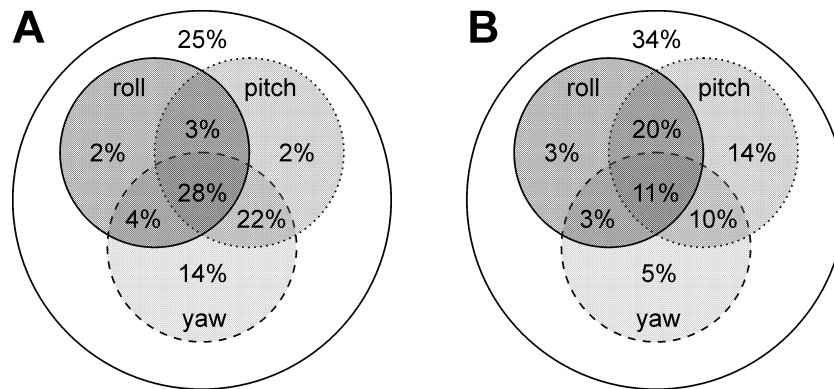 A
25%
roll
pitch
3%
2%
2%
28%
4%
22%
14%
yaw
B
34%
roll
pitch
20%
3%
14%
11%
3%
10%
5%
yaw